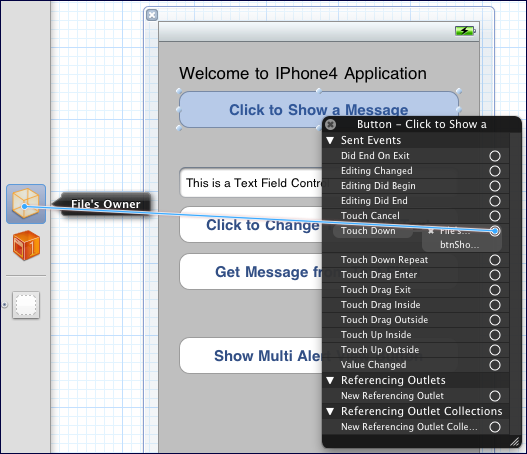 Welcome to IPhone4 Application
Click to Show a Message
This is a Text Field Control
Click to Change
Get Message fro
Show Multi Alert
File's Owner
Button – Click to Show a
Sent Events
Did End On Exit
Editing Changed
Editing Did Begin
Editing Did End
Touch Cancel
Touch Down
File's...
btnSho...
Touch Down Repeat
Touch Drag Enter
Touch Drag Exit
Touch Drag Inside
Touch Drag Outside
Touch Up Inside
Touch Up Outside
Value Changed
Referencing Outlets
New Referencing Outlet
Referencing Outlet Collections
New Referencing Outlet Colle...